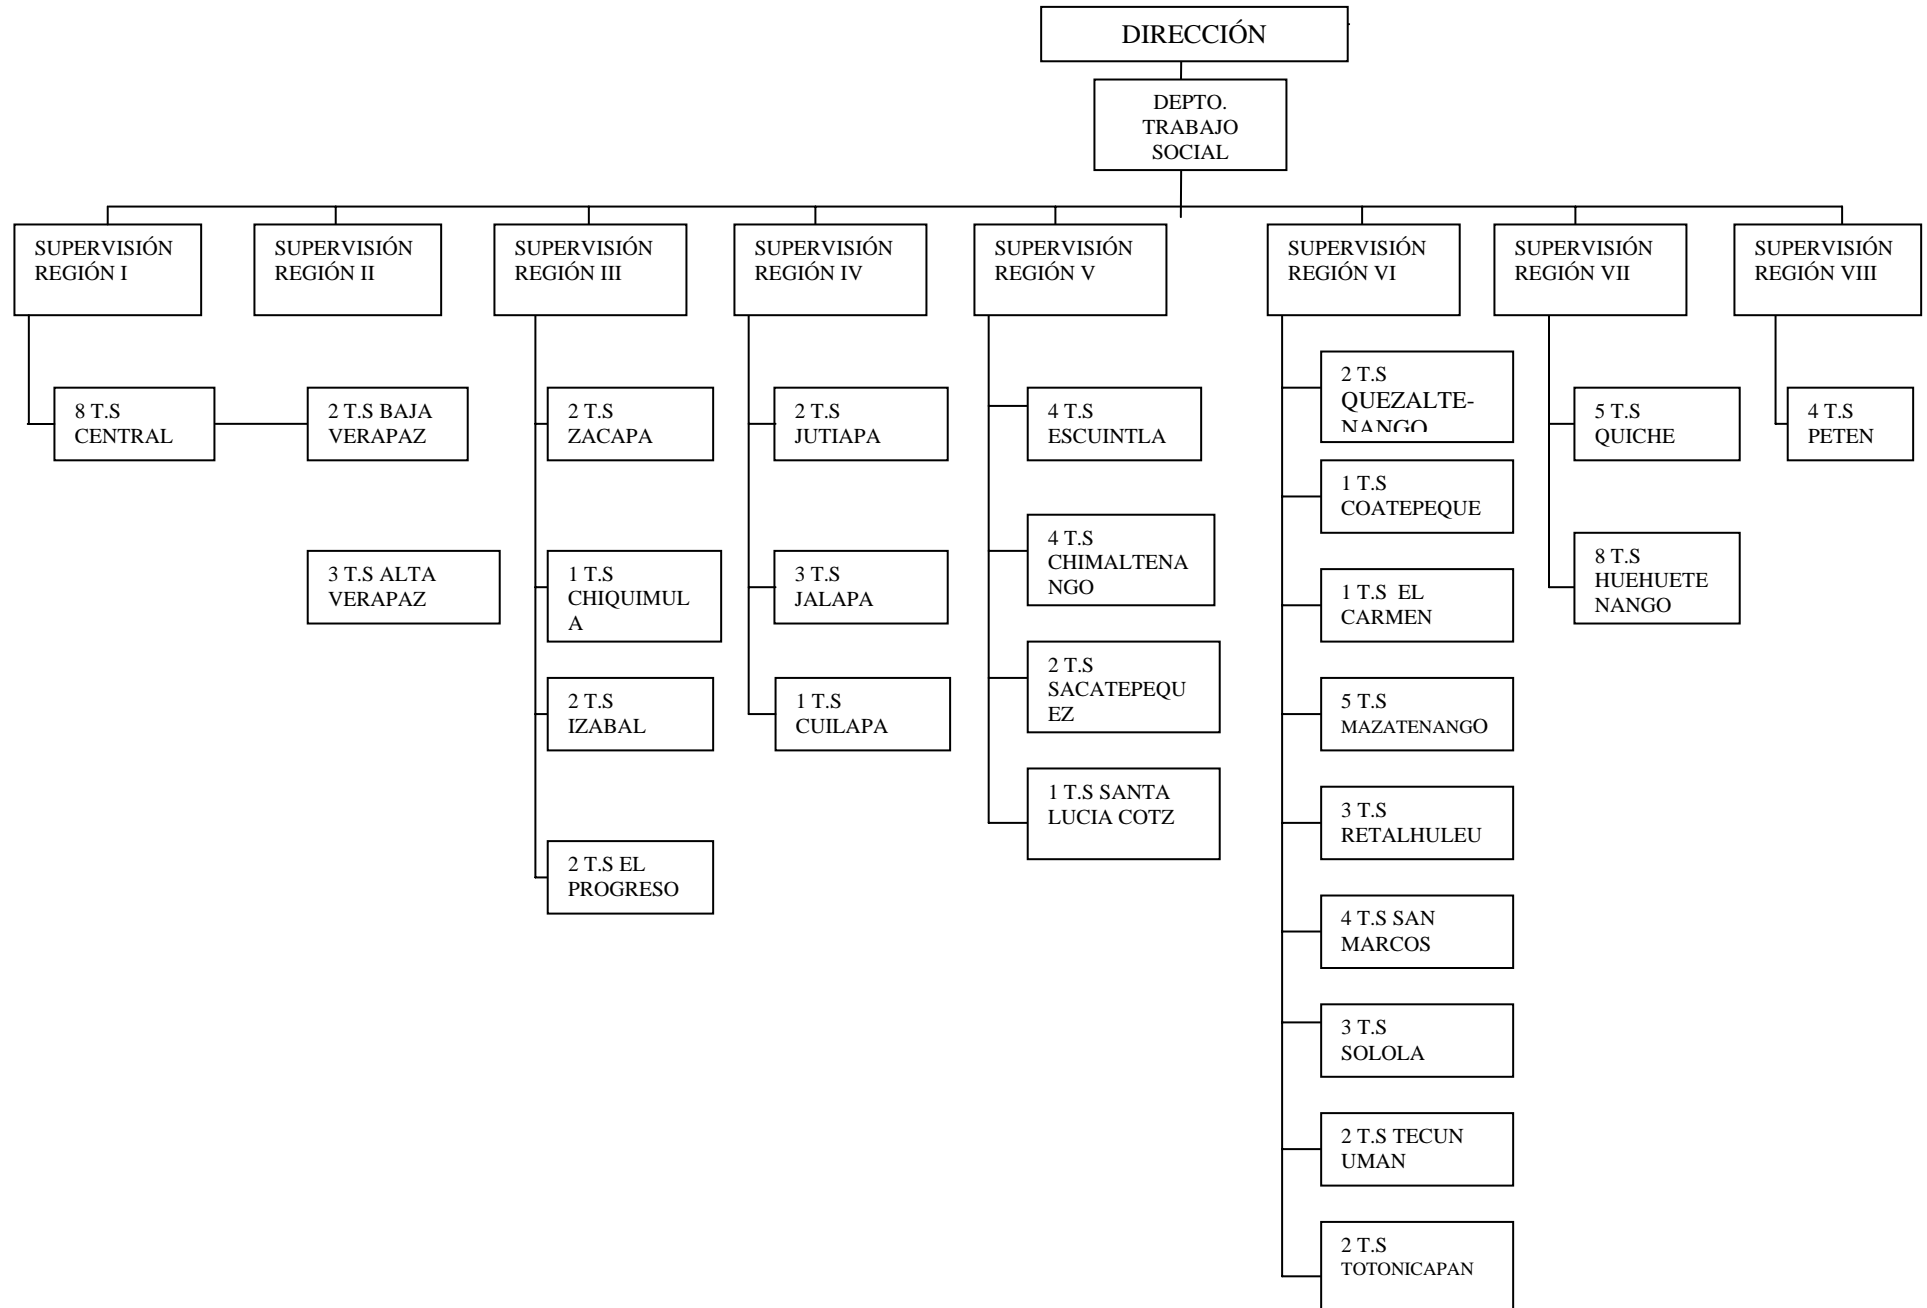 DIRECCIÓN
DEPTO.
TRABAJO
SOCIAL
SUPERVISIÓN
REGIÓN I
SUPERVISIÓN
REGIÓN II
SUPERVISIÓN
REGIÓN III
SUPERVISIÓN
REGIÓN IV
SUPERVISIÓN
REGIÓN V
SUPERVISIÓN
REGIÓN VI
SUPERVISIÓN
REGIÓN VII
SUPERVISIÓN
REGIÓN VIII
8 T.S
CENTRAL
2 T.S BAJA
VERAPAZ
3 T.S ALTA
VERAPAZ
2 T.S
ZACAPA
1 T.S
CHIQUIMUL
A
2 T.S
IZABAL
2 T.S EL
PROGRESO
2 T.S
JUTIAPA
3 T.S
JALAPA
1 T.S
CUILAPA
4 T.S
ESCUINTLA
4 T.S
CHIMALTENA
NGO
2 T.S
SACATEPEQU
EZ
1 T.S SANTA
LUCIA COTZ
2 T.S
QUEZALTE-
NANGO
1 T.S
COATEPEQUE
1 T.S  EL
CARMEN
5 T.S
MAZATENANGO
3 T.S
RETALHULEU
4 T.S SAN
MARCOS
3 T.S
SOLOLA
2 T.S TECUN
UMAN
2 T.S
TOTONICAPAN
5 T.S
QUICHE
8 T.S
HUEHUETE
NANGO
4 T.S
PETEN